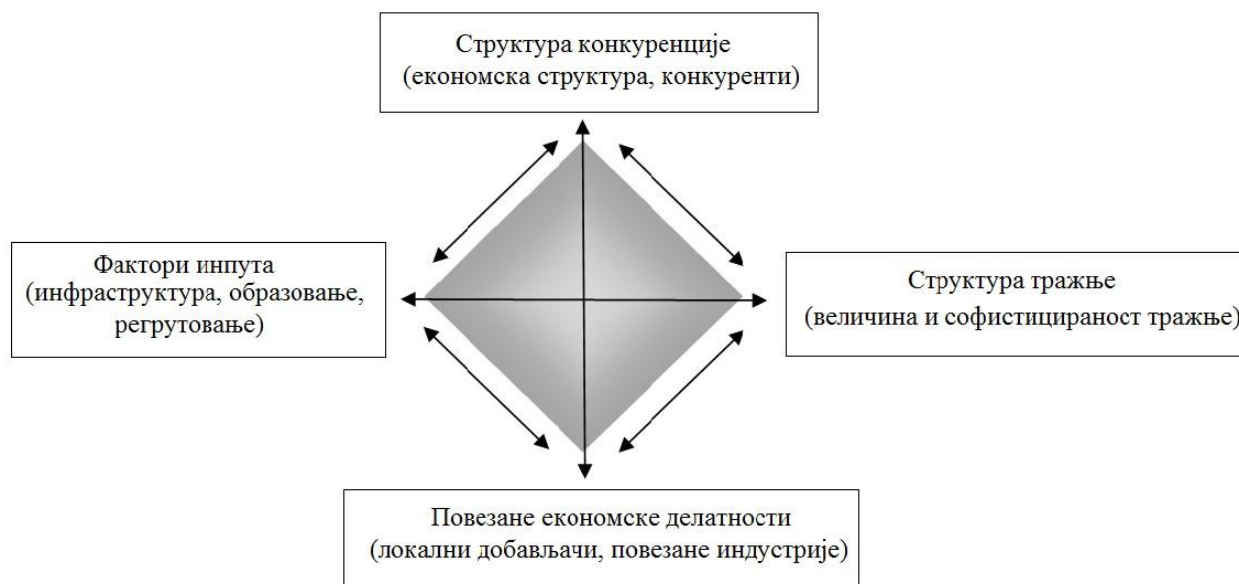 Структура конкуренције
(економска структура, конкуренти)
Фактори инпута
(инфраструктура, образовање,
регрутовање)
Структура тражње
(величина и софистицираност тражње)
Повезане економске делатности
(локални добављачи, повезане индустрије)